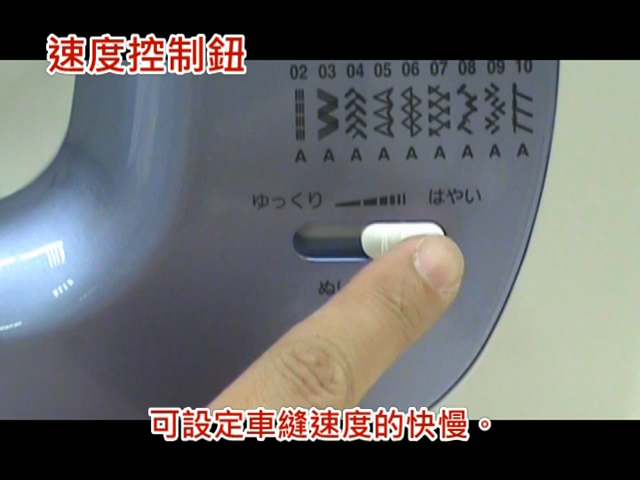 速度控制鈕
02 03 04 05 06 07 08 09 10
A A A A A A A A A
ゆっくり はやい
可設定車縫速度的快慢。